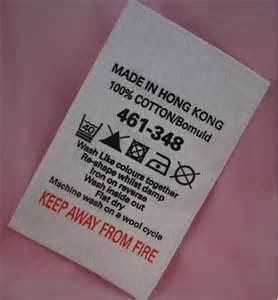 MADE IN HONG KONG
100% COTTON/Bomuld
461-348
40
Wash Like colours together
Re-shape whilst damp
Iron on reverse
Wash inside out
Flat dry
Machine wash on a wool cycle
KEEP AWAY FROM FIRE